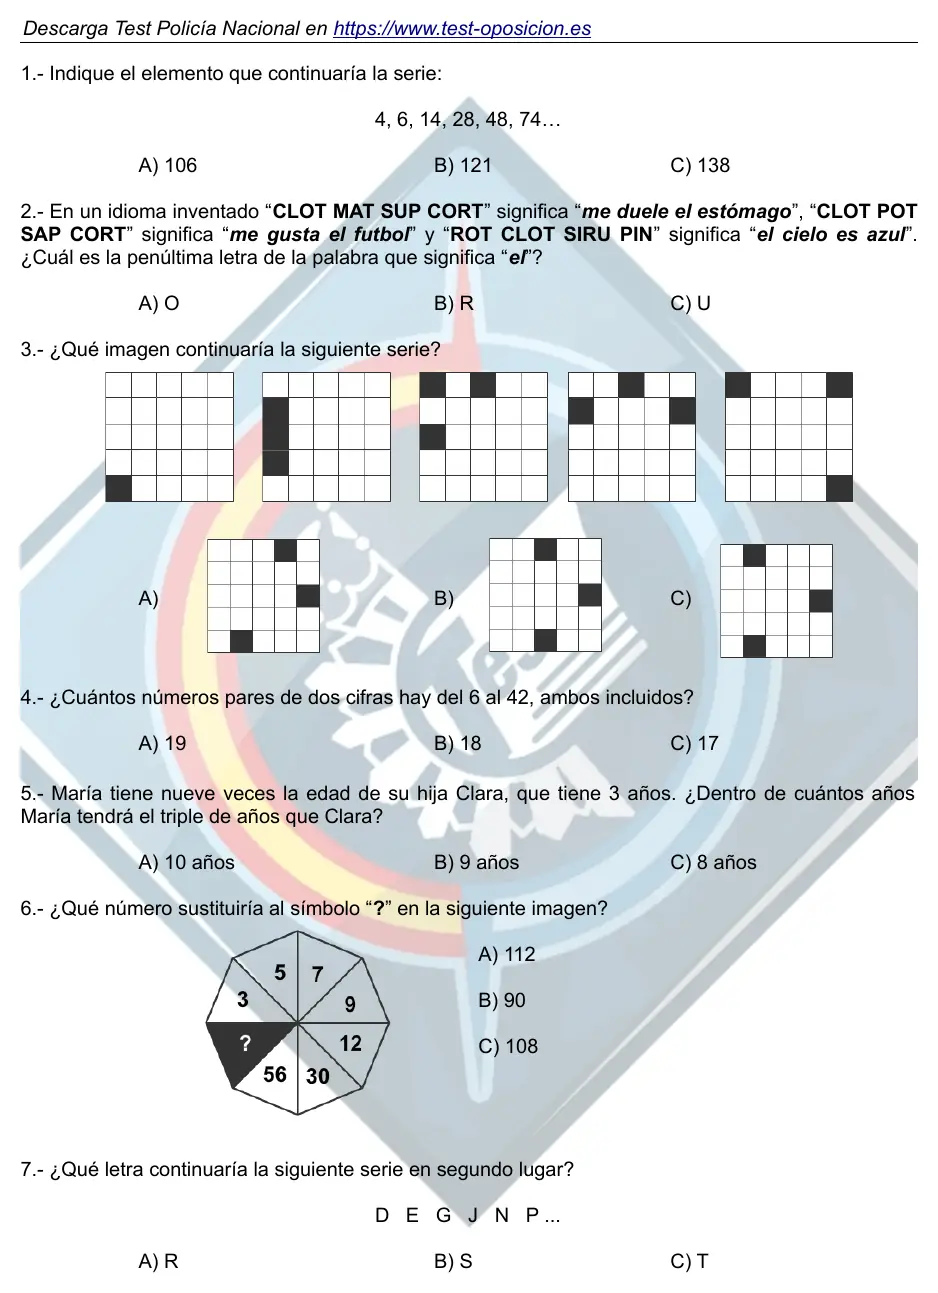 Descarga Test Policía Nacional en https://www.test-oposicion.es
1.- Indique el elemento que continuaría la serie:
4, 6, 14, 28, 48, 74…
A) 106 B) 121 C) 138
2.- En un idioma inventado “CLOT MAT SUP CORT” significa “me duele el estómago”, “CLOT POT
SAP CORT” significa “me gusta el futbol” y “ROT CLOT SIRU PIN” significa “el cielo es azul”.
¿Cuál es la penúltima letra de la palabra que significa “el”?
A) O B) R C) U
3.- ¿Qué imagen continuaría la siguiente serie?
A) B) C)
4.- ¿Cuántos números pares de dos cifras hay del 6 al 42, ambos incluidos?
A) 19 B) 18 C) 17
5.- María tiene nueve veces la edad de su hija Clara, que tiene 3 años. ¿Dentro de cuántos años
María tendrá el triple de años que Clara?
A) 10 años B) 9 años C) 8 años
6.- ¿Qué número sustituiría al símbolo “?” en la siguiente imagen?
A) 112
5 7
3 9
B) 90
? 12
C) 108
56 30
7.- ¿Qué letra continuaría la siguiente serie en segundo lugar?
D E G J N P ...
A) R B) S C) T